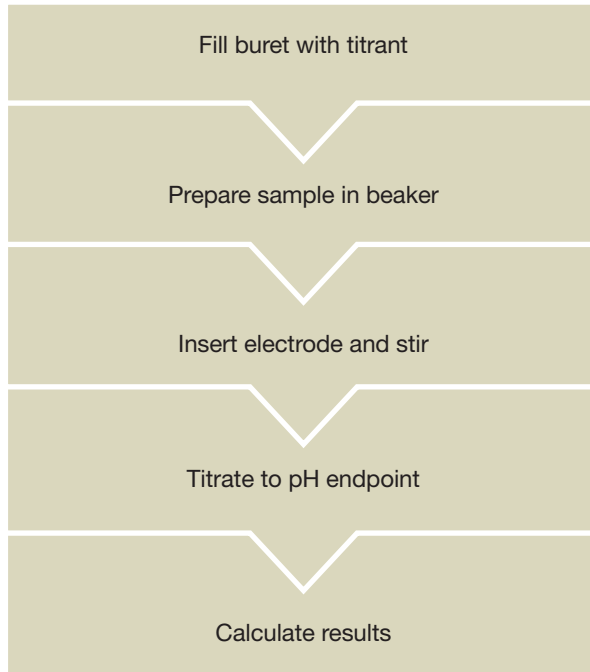 Fill buret with titrant
Prepare sample in beaker
Insert electrode and stir
Titrate to pH endpoint
Calculate results